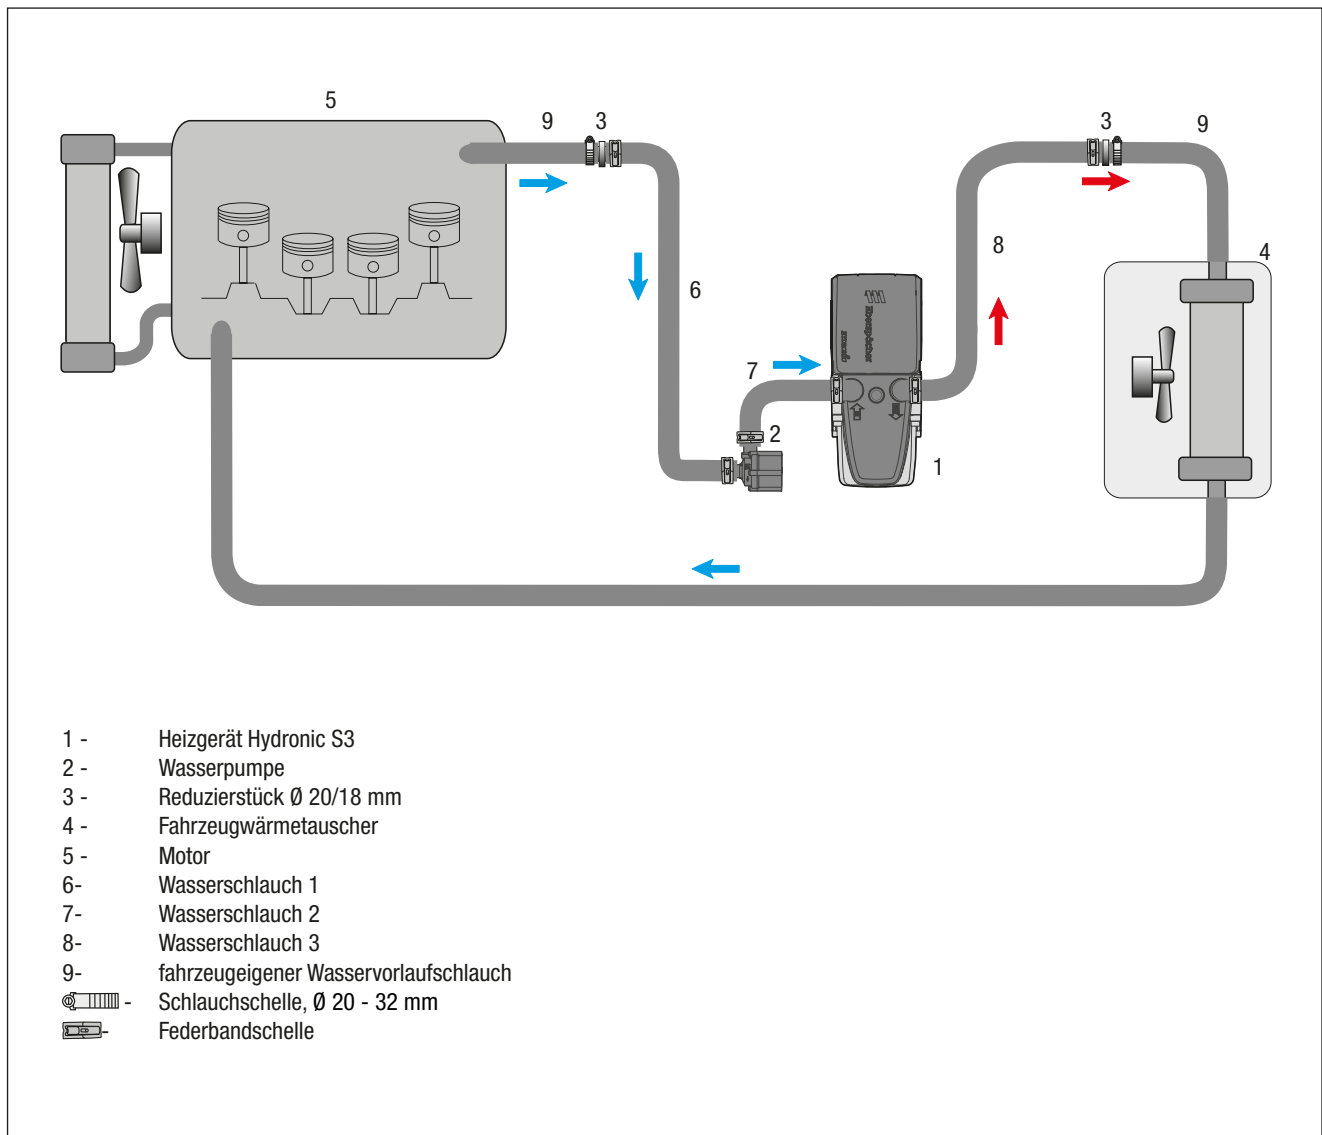 5
9
3
3
9
8
4
6
7
2
1
Eberspächer
1 - Heizgerät Hydronic S3
2 - Wasserpumpe
3 - Reduzierstück Ø 20/18 mm
4 - Fahrzeugwärmetauscher
5 - Motor
6- Wasserschlauch 1
7- Wasserschlauch 2
8- Wasserschlauch 3
9- fahrzeugeigener Wasservorlaufschlauch
- Schlauchschelle, Ø 20 - 32 mm
- Federbandschelle